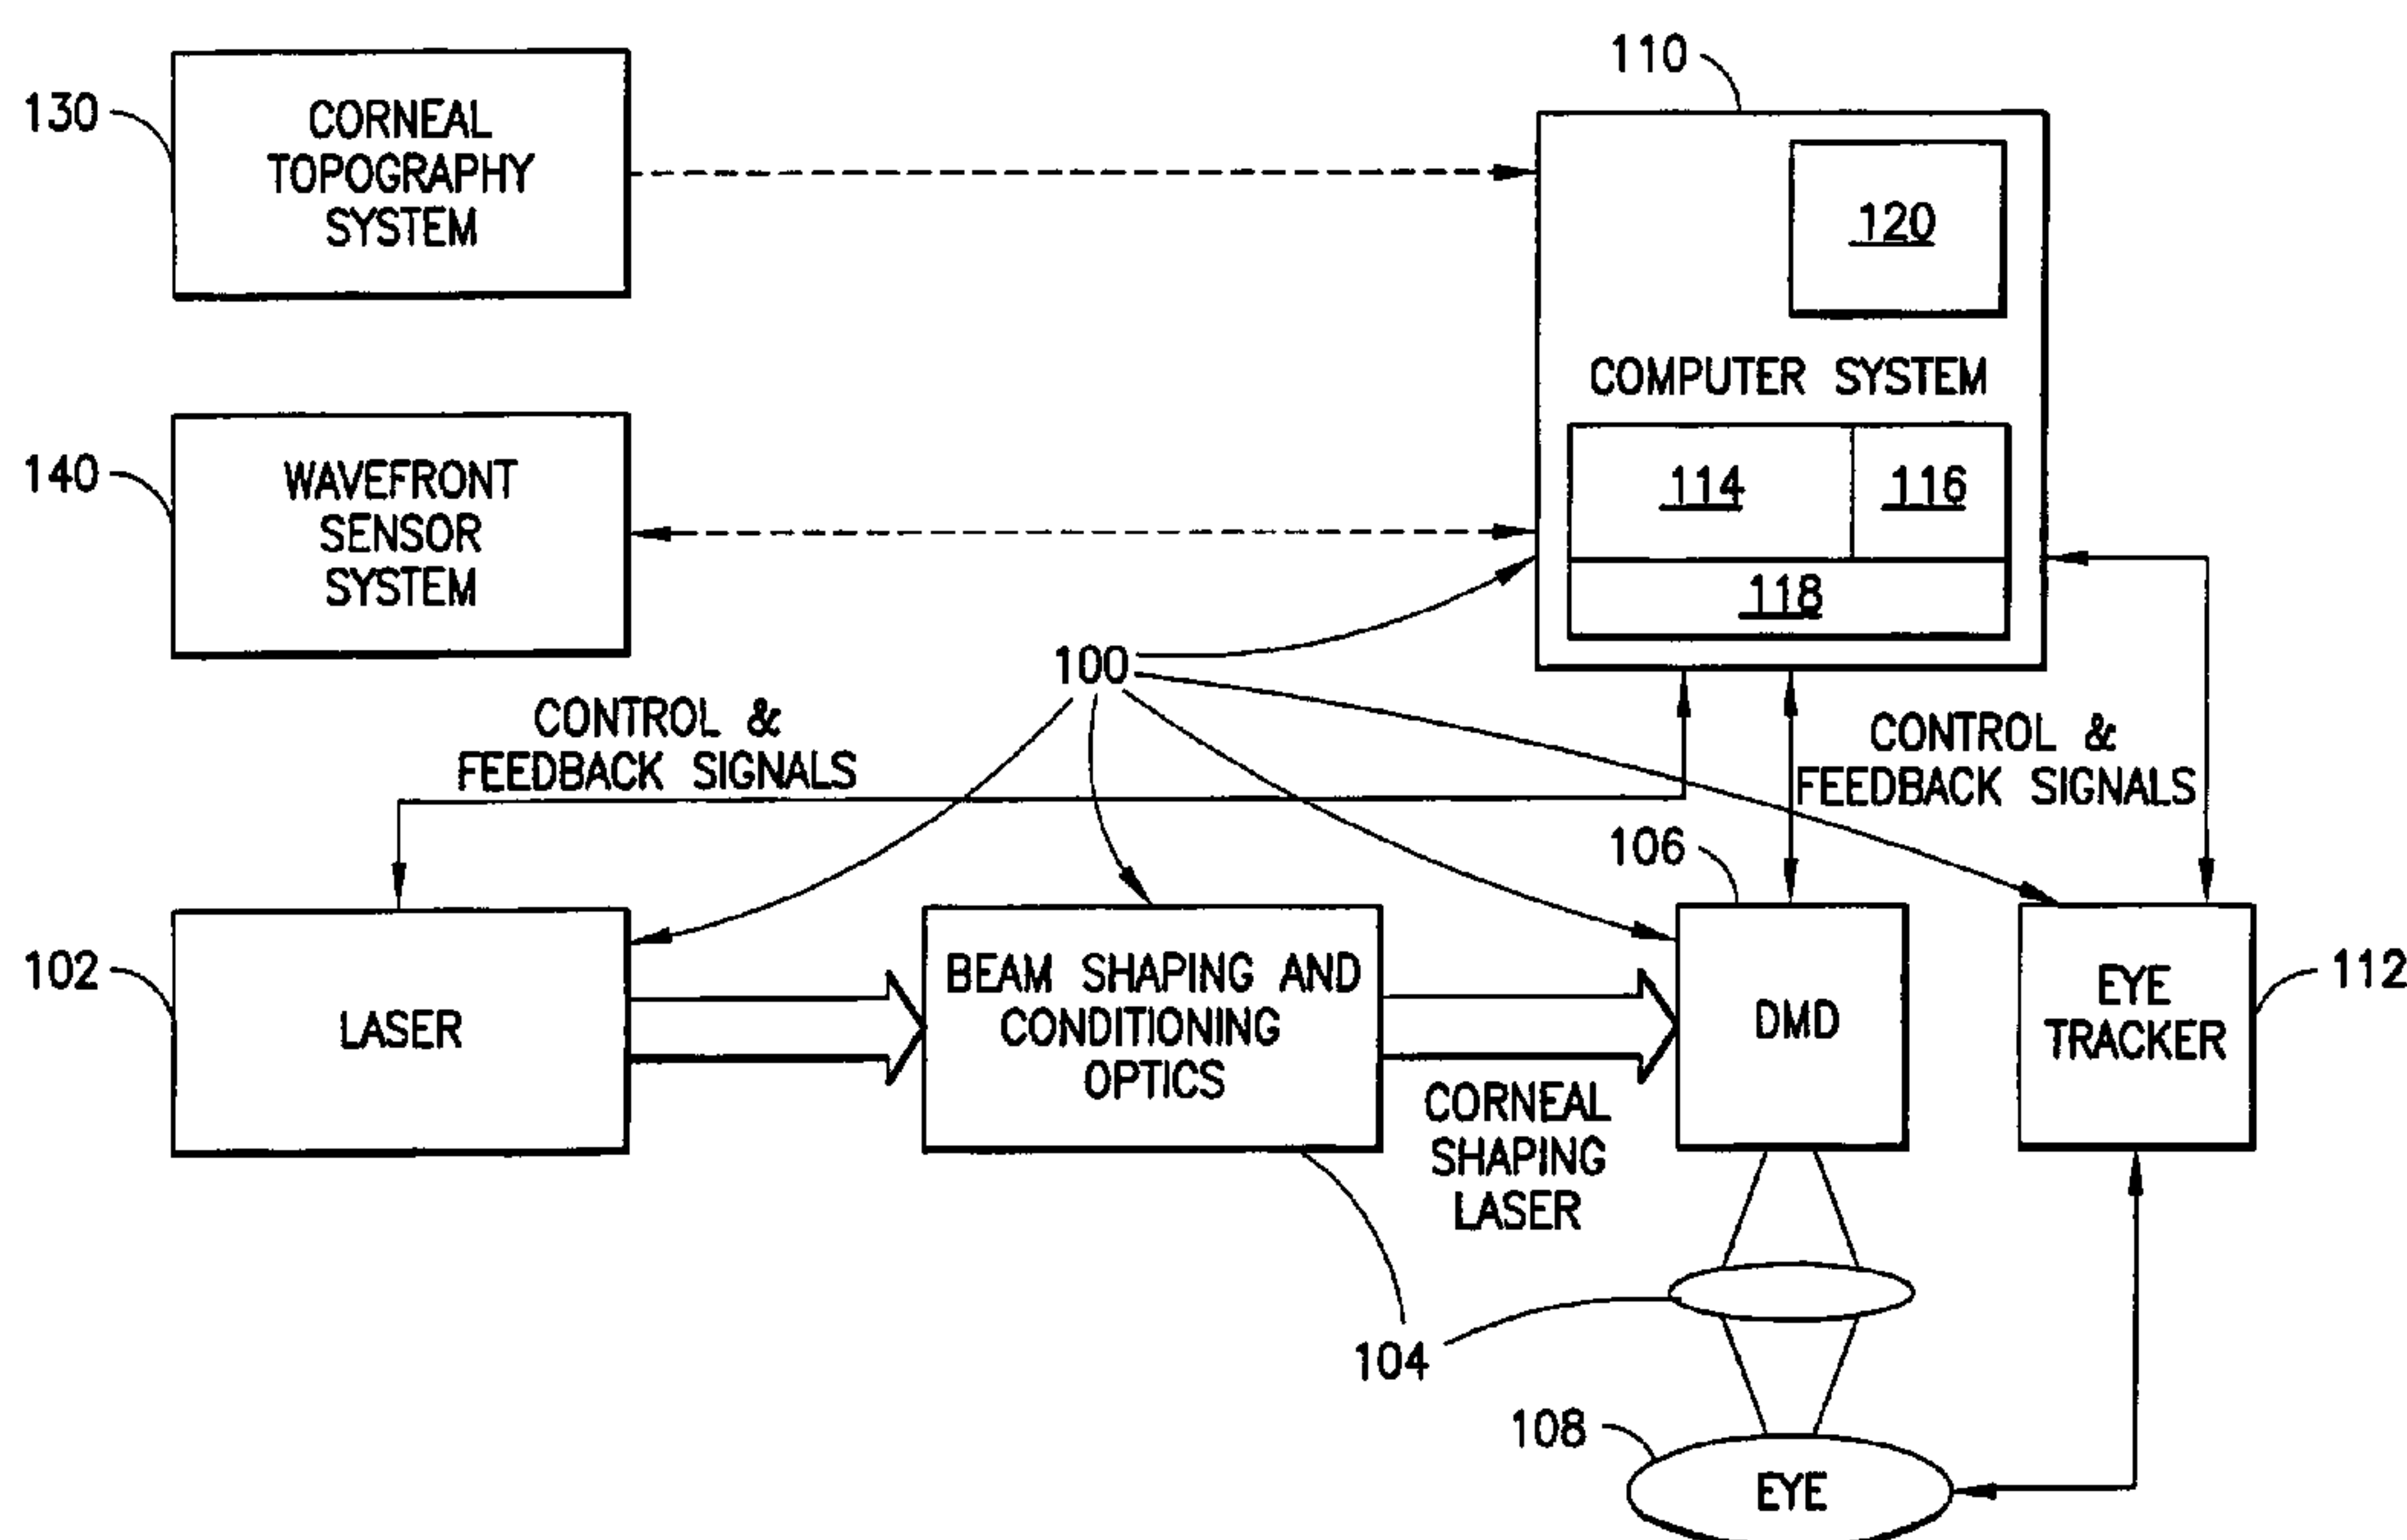 110
130
CORNEAL
TOPOGRAPHY
SYSTEM
120
COMPUTER SYSTEM
140
WAVEFRONT
SENSOR
SYSTEM
114
116
118
100
CONTROL &
FEEDBACK SIGNALS
CONTROL &
FEEDBACK SIGNALS
106
102
LASER
BEAM SHAPING AND
CONDITIONING
OPTICS
DMD
EYE
TRACKER
112
CORNEAL
SHAPING
LASER
104
108
EYE